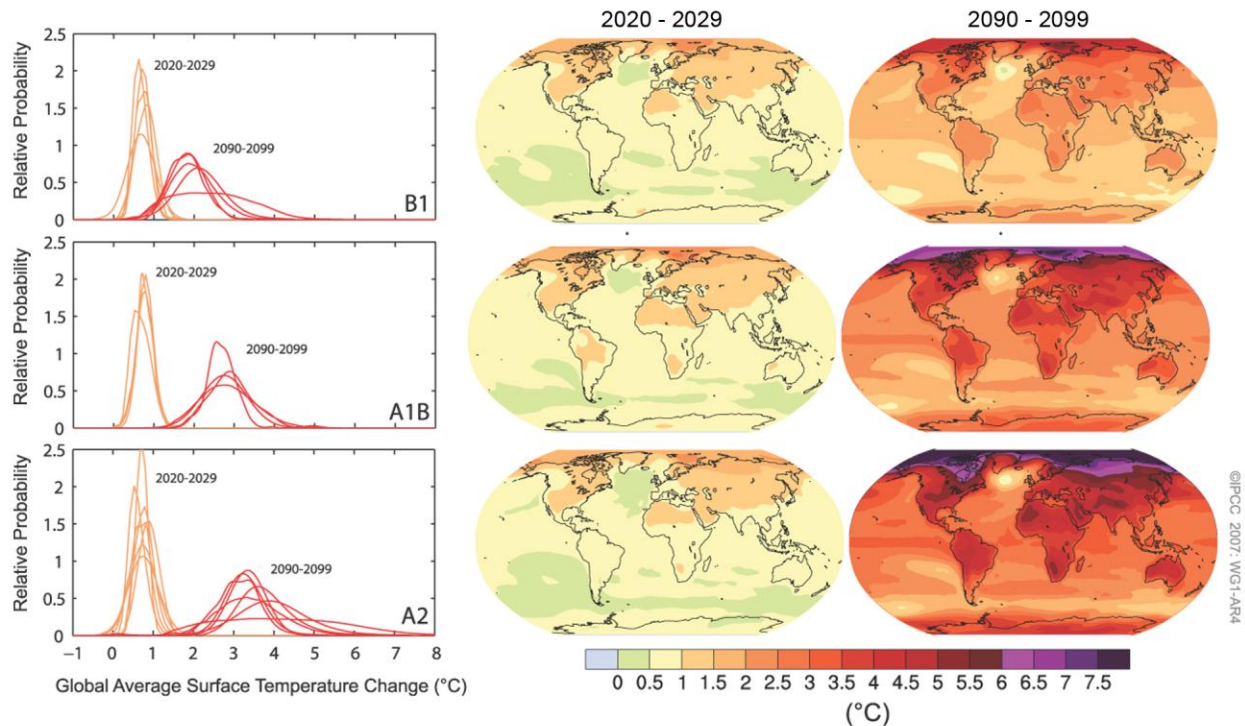 2020 - 2029
2090 - 2099
Relative Probability
2.5
2
1.5
1
0.5
0
2020-2029
2090-2099
B1
Relative Probability
2.5
2
1.5
1
0.5
0
2020-2029
2090-2099
A1B
Relative Probability
2.5
2
1.5
1
0.5
0
2020-2029
2090-2099
A2
−1 0 1 2 3 4 5 6 7 8
Global Average Surface Temperature Change (°C)
0 0.5 1 1.5 2 2.5 3 3.5 4 4.5 5 5.5 6 6.5 7 7.5
(°C)
©IPCC 2007: WG1-AR4